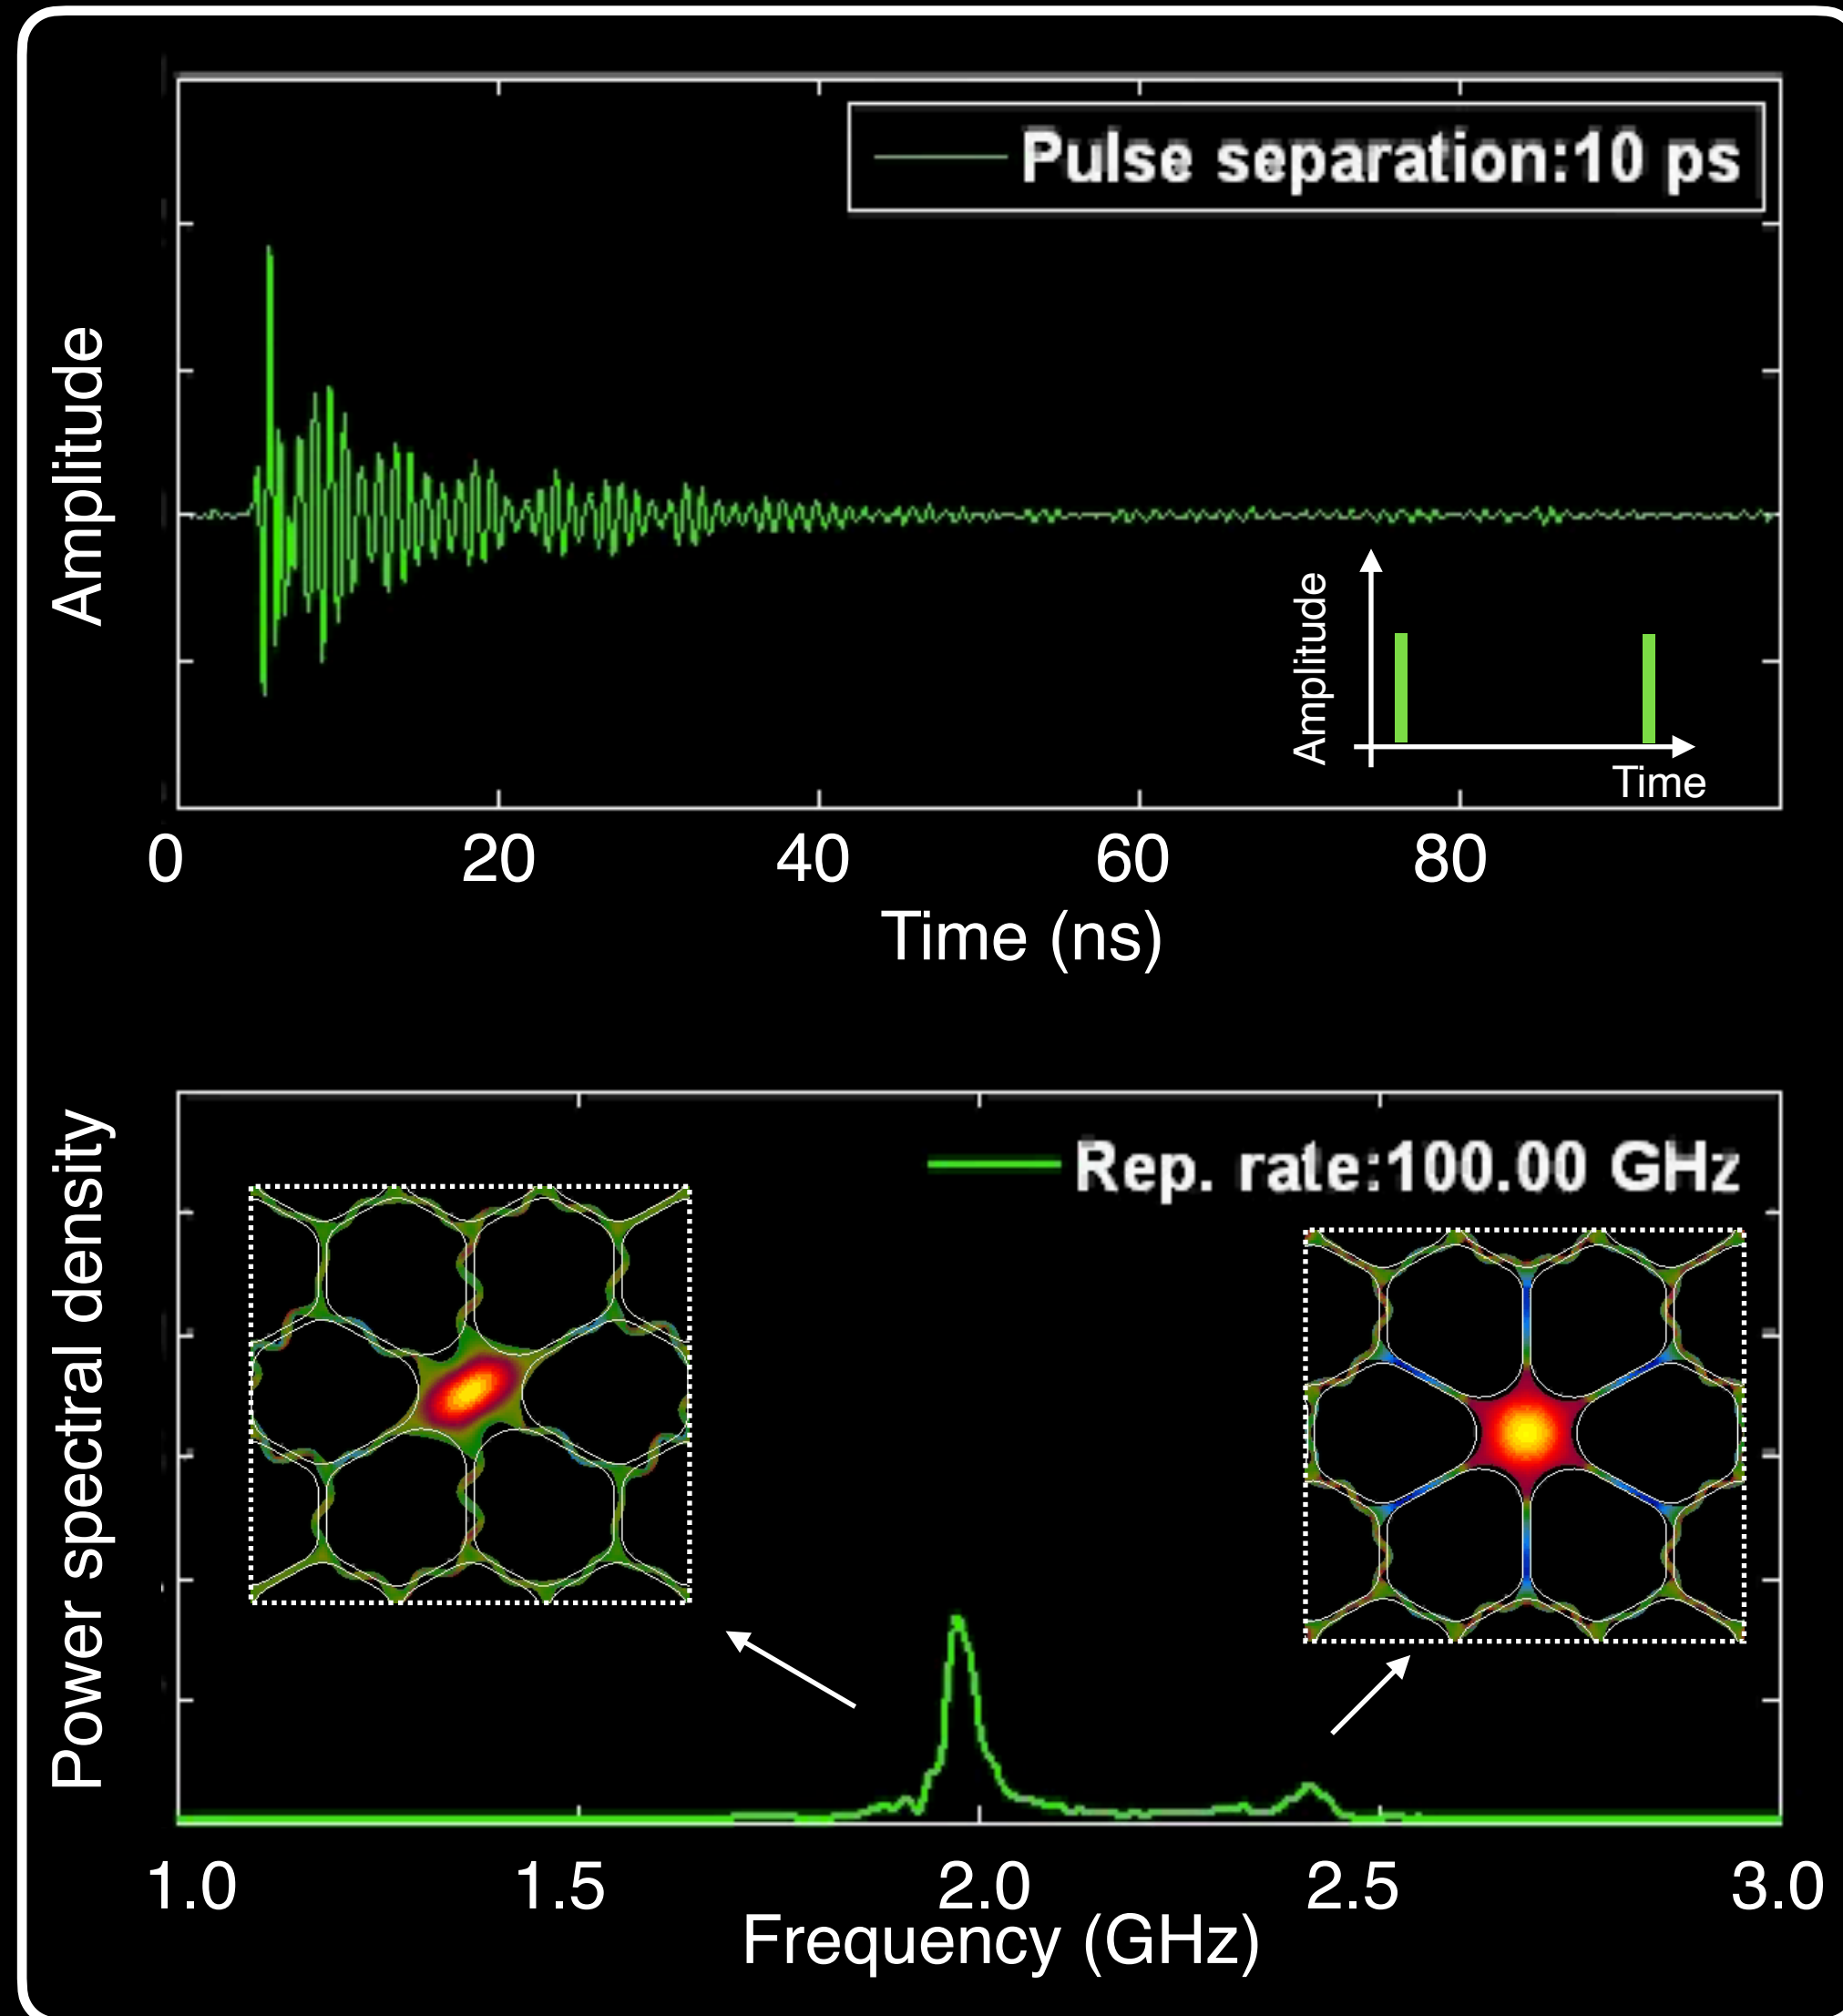 Pulse separation:10 ps
Amplitude
Amplitude
Time
0 20 40 60 80
Time (ns)
Rep. rate:100.00 GHz
Power spectral density
1.0 1.5 2.0 2.5 3.0
Frequency (GHz)